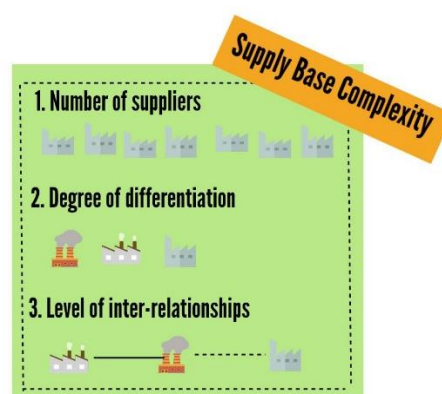 Supply Base Complexity
1. Number of suppliers
2. Degree of differentiation
3. Level of inter-relationships